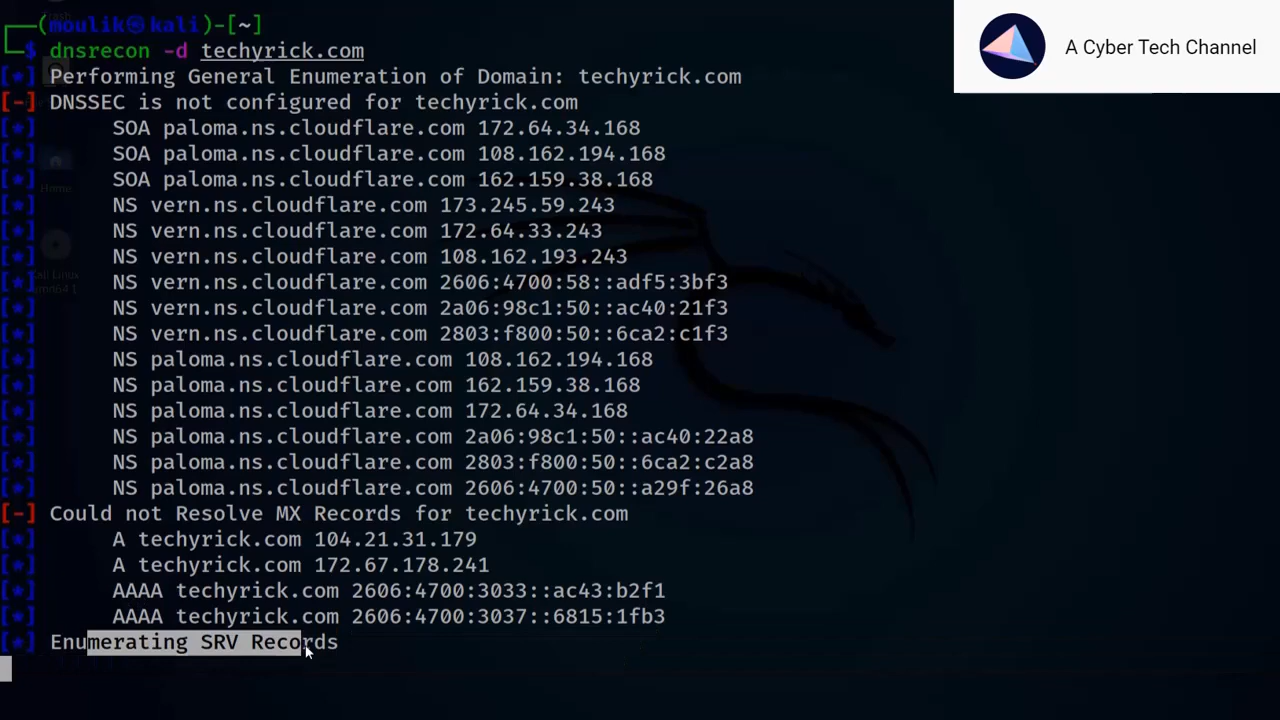 (moulik㉿kali)-[~]
$ dnsrecon -d techyrick.com
[*] Performing General Enumeration of Domain: techyrick.com
[-] DNSSEC is not configured for techyrick.com
[*] SOA paloma.ns.cloudflare.com 172.64.34.168
[*] SOA paloma.ns.cloudflare.com 108.162.194.168
[*] SOA paloma.ns.cloudflare.com 162.159.38.168
[*] NS vern.ns.cloudflare.com 173.245.59.243
[*] NS vern.ns.cloudflare.com 172.64.33.243
[*] NS vern.ns.cloudflare.com 108.162.193.243
[*] NS vern.ns.cloudflare.com 2606:4700:58::adf5:3bf3
[*] NS vern.ns.cloudflare.com 2a06:98c1:50::ac40:21f3
[*] NS vern.ns.cloudflare.com 2803:f800:50::6ca2:c1f3
[*] NS paloma.ns.cloudflare.com 108.162.194.168
[*] NS paloma.ns.cloudflare.com 162.159.38.168
[*] NS paloma.ns.cloudflare.com 172.64.34.168
[*] NS paloma.ns.cloudflare.com 2a06:98c1:50::ac40:22a8
[*] NS paloma.ns.cloudflare.com 2803:f800:50::6ca2:c2a8
[*] NS paloma.ns.cloudflare.com 2606:4700:50::a29f:26a8
[-] Could not Resolve MX Records for techyrick.com
[*] A techyrick.com 104.21.31.179
[*] A techyrick.com 172.67.178.241
[*] AAAA techyrick.com 2606:4700:3033::ac43:b2f1
[*] AAAA techyrick.com 2606:4700:3037::6815:1fb3
[*] Enumerating SRV Records
A Cyber Tech Channel
Home